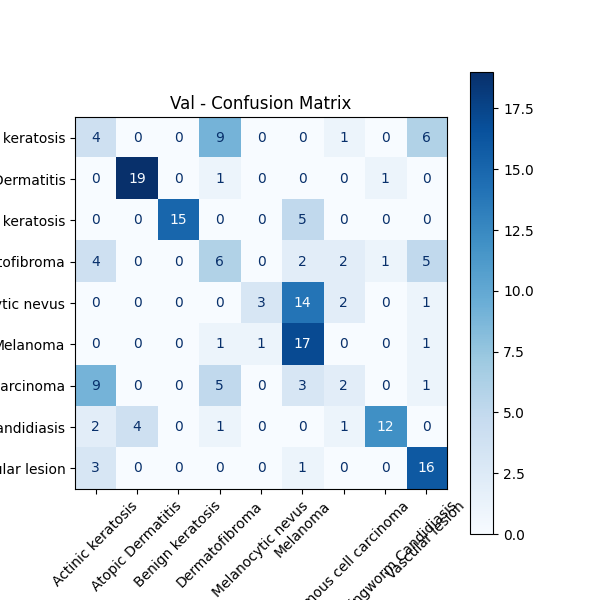 Val - Confusion Matrix
keratosis 4 0 0 9 0 0 1 0 6
Dermatitis 0 19 0 1 0 0 0 1 0
keratosis 0 0 15 0 0 5 0 0 0
tofibroma 4 0 0 6 0 2 2 1 5
ytic nevus 0 0 0 0 3 14 2 0 1
Melanoma 0 0 0 1 1 17 0 0 1
arcinoma 9 0 0 5 0 3 2 0 1
andidiasis 2 4 0 1 0 0 1 12 0
ular lesion 3 0 0 0 0 1 0 0 16
Actinic keratosis
Atopic Dermatitis
Benign keratosis
Dermatofibroma
Melanocytic nevus
Melanoma
mous cell carcinoma
ngworm Candidiasis
Vascular lesion
17.5
15.0
12.5
10.0
7.5
5.0
2.5
0.0